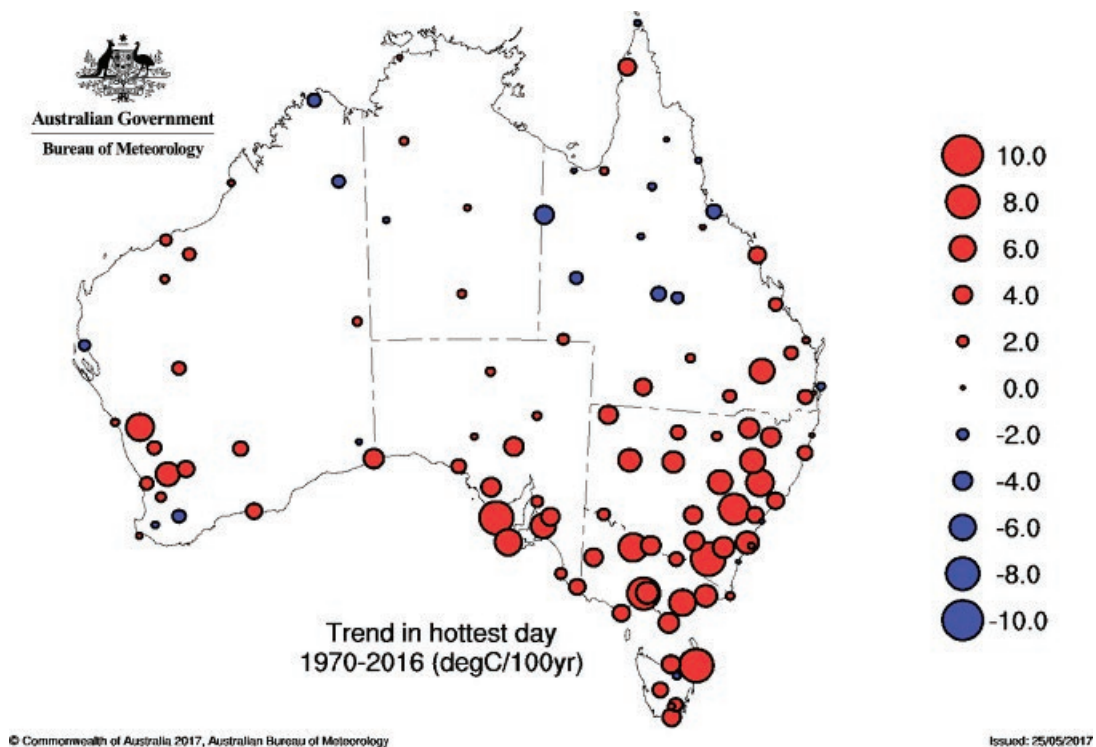 Australian Government
Bureau of Meteorology
10.0
8.0
6.0
4.0
2.0
0.0
-2.0
-4.0
-6.0
-8.0
-10.0
Trend in hottest day
1970-2016 (degC/100yr)
© Commonwealth of Australia 2017, Australian Bureau of Meteorology
Issued: 25/05/2017